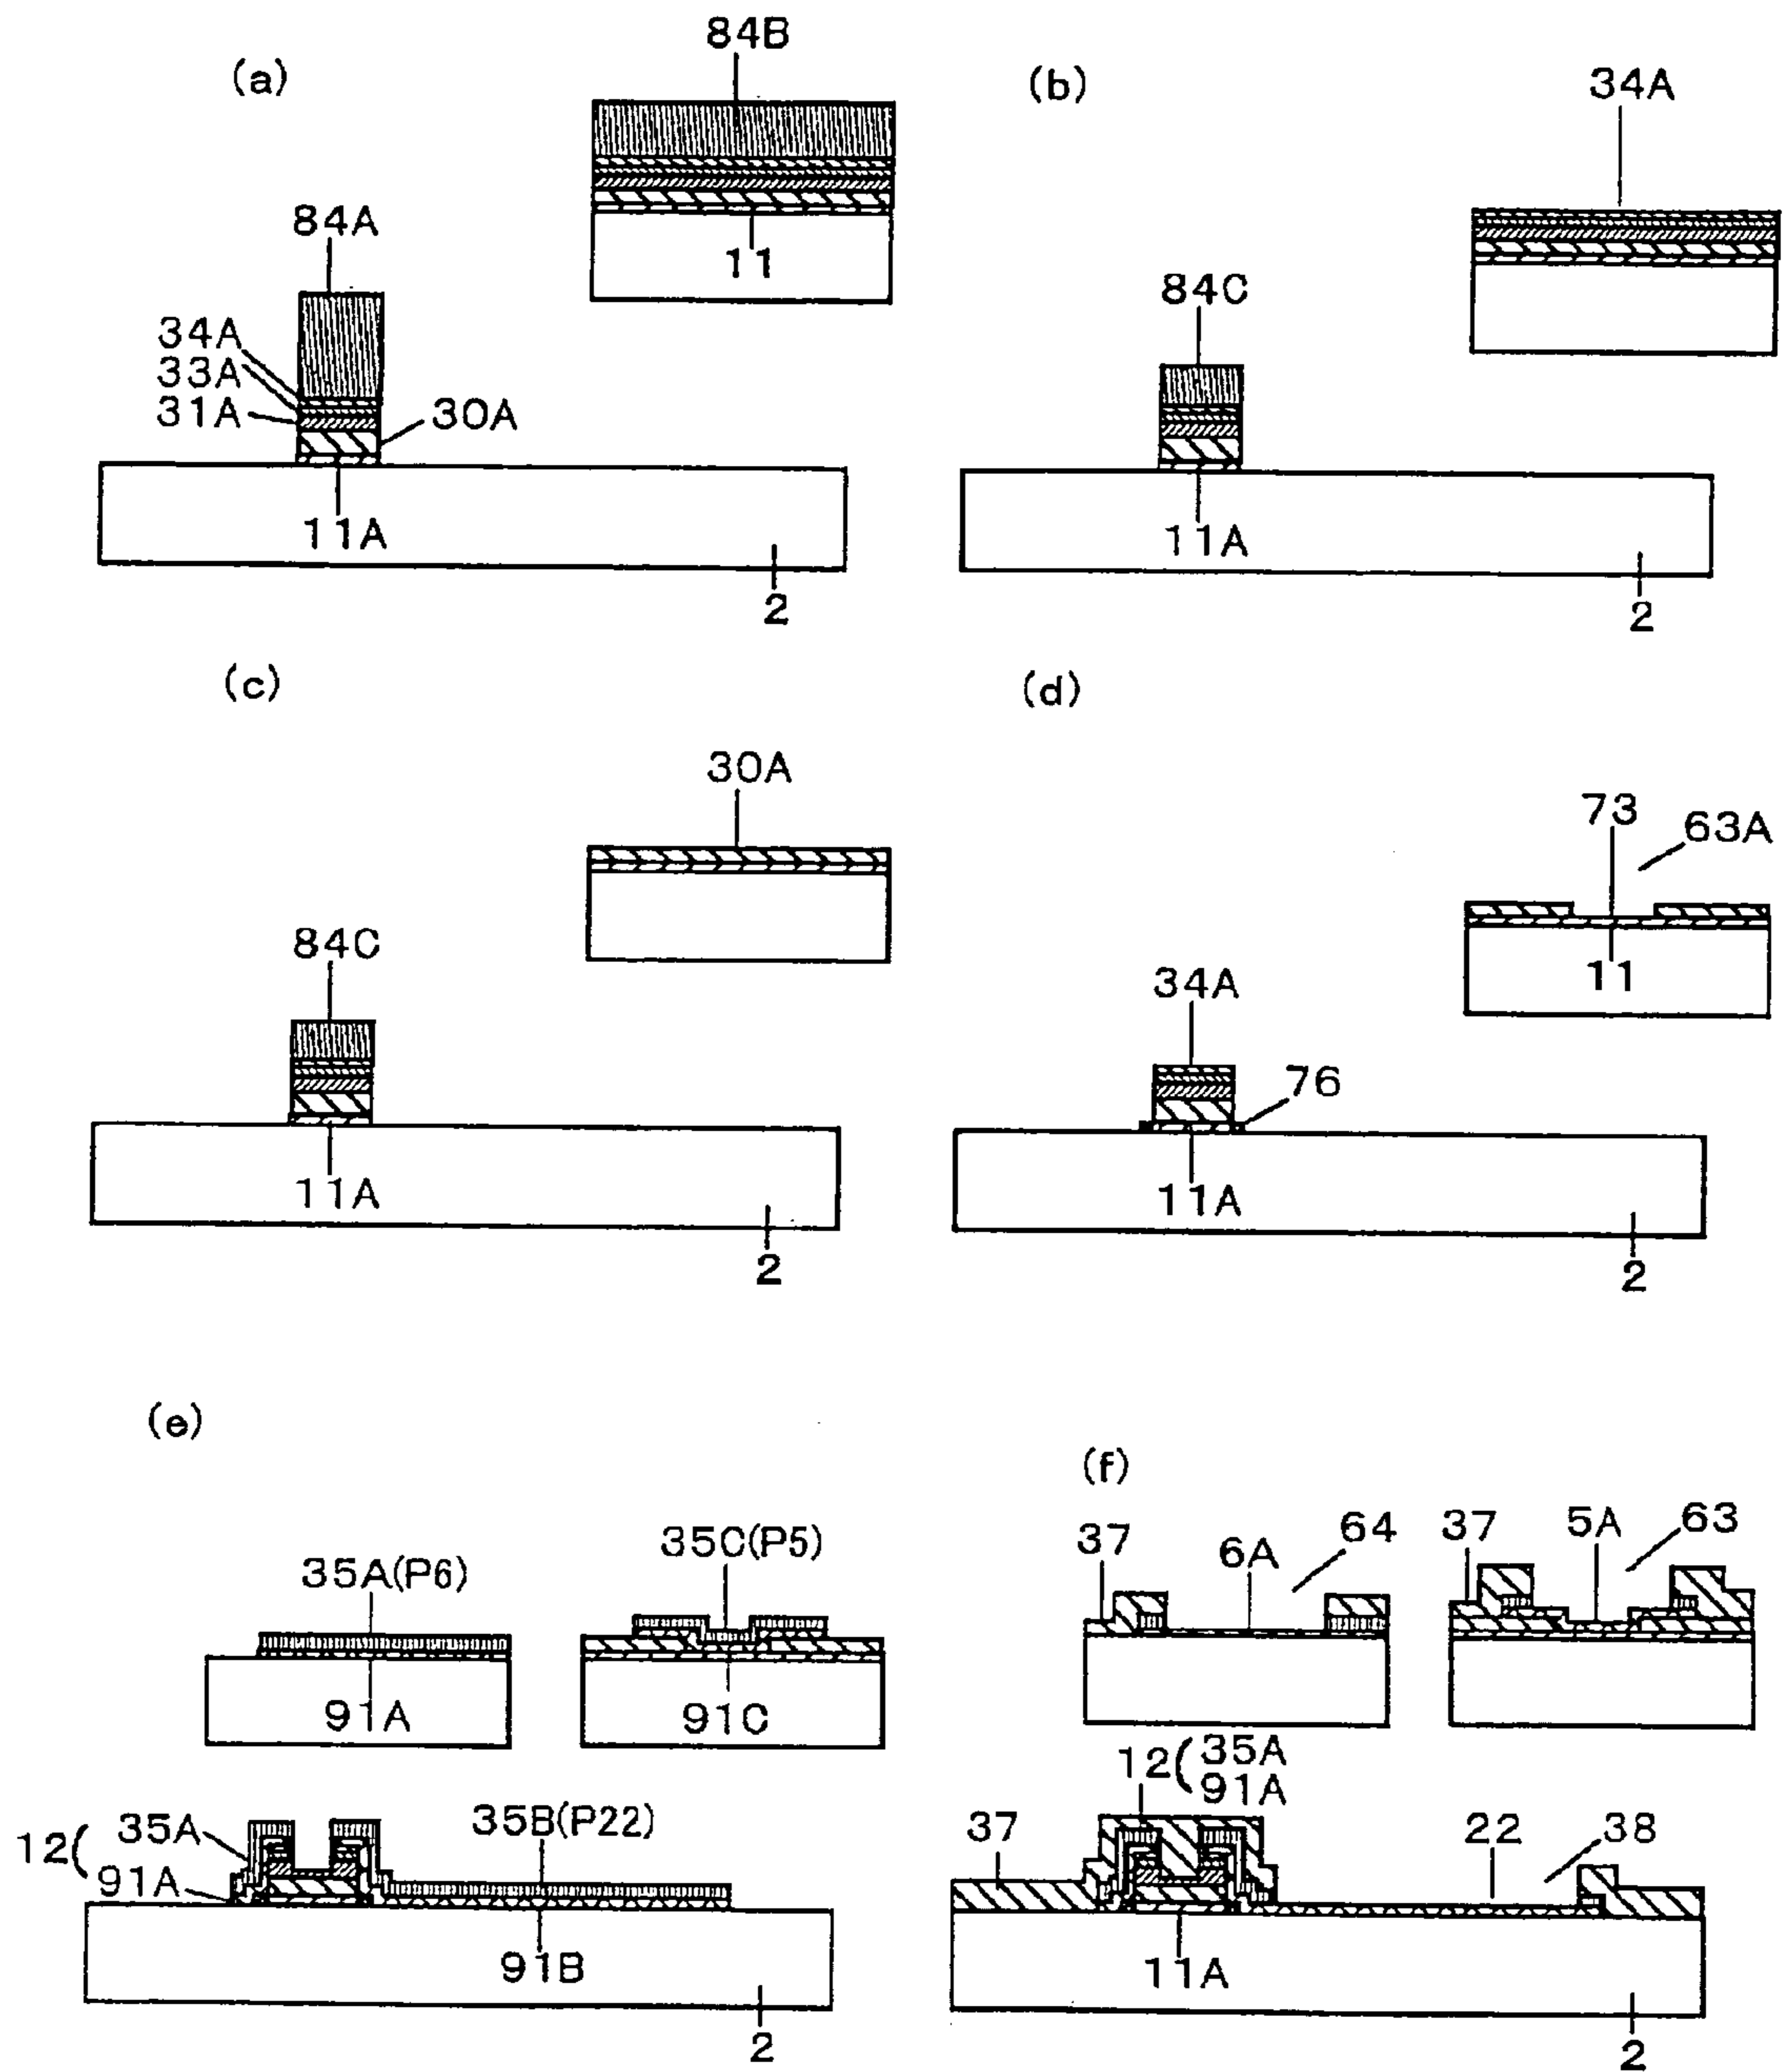 (a)
84B
84A
11
34A
33A
31A
30A
11A
2
(b)
34A
84C
11A
2
(c)
30A
84C
11A
2
(d)
73
63A
11
34A
76
11A
2
(e)
35A(P6)
35C(P5)
91A
91C
12(
35A
91A
35B(P22)
91B
2
(f)
37
6A
64
37
5A
63
12(
35A
91A
37
22
38
11A
2